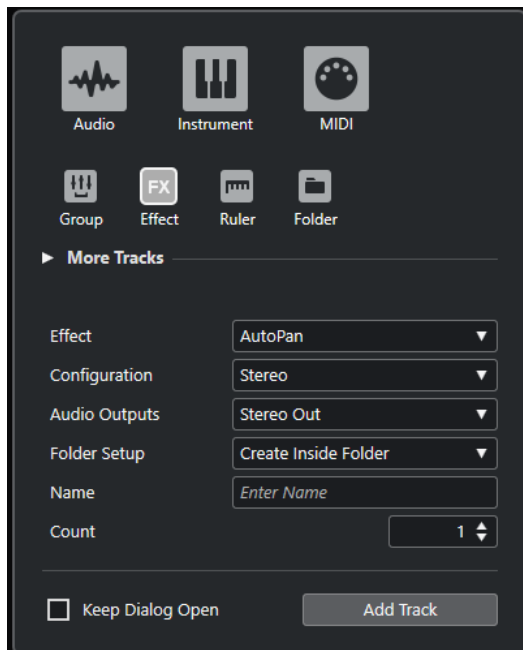 Audio Instrument MIDI
FX
Group Effect Ruler Folder
More Tracks
Effect AutoPan
Configuration Stereo
Audio Outputs Stereo Out
Folder Setup Create Inside Folder
Name Enter Name
Count 1
Keep Dialog Open Add Track